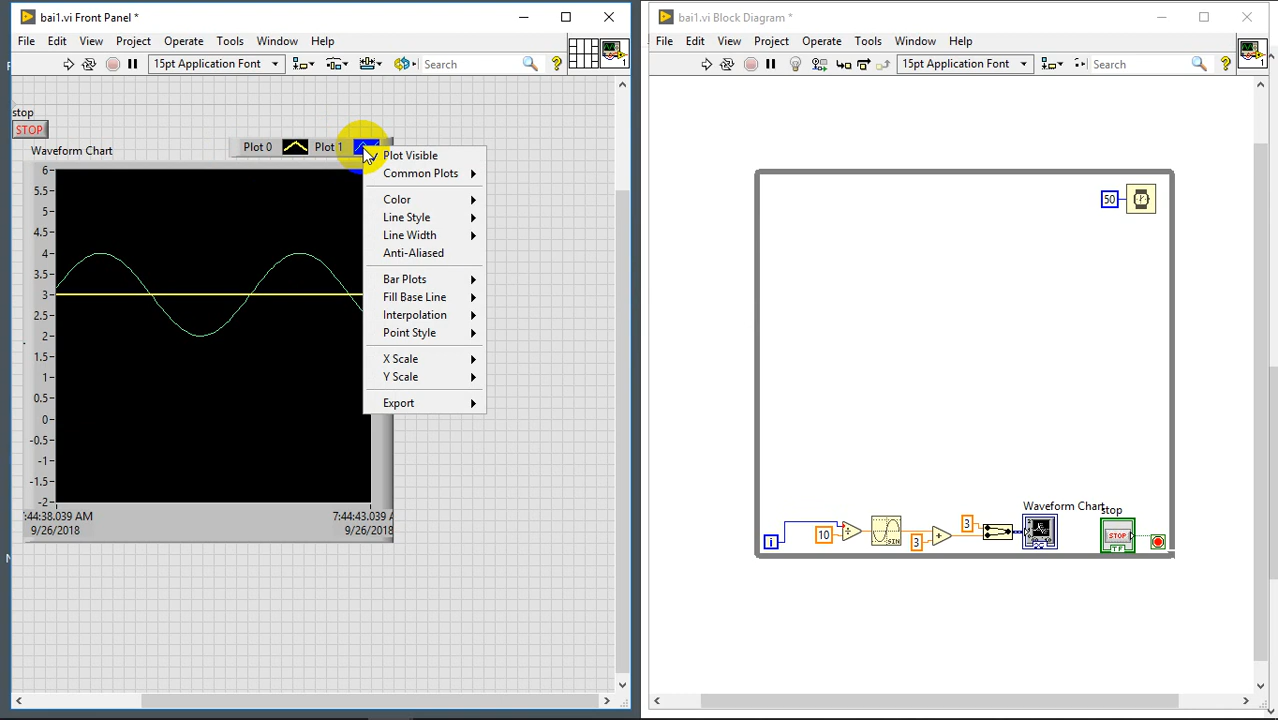 bai1.vi Front Panel *
File Edit View Project Operate Tools Window Help
15pt Application Font
Search
?
1
stop
STOP
Waveform Chart
Plot 0
Plot 1
6
5.5
5
4.5
4
3.5
3
2.5
2
1.5
1
0.5
0
-0.5
-1
-1.5
-2
:44:38.039 AM
9/26/2018
7:44:43.039 A
9/26/2018
Plot Visible
Common Plots
Color
Line Style
Line Width
Anti-Aliased
Bar Plots
Fill Base Line
Interpolation
Point Style
X Scale
Y Scale
Export
bai1.vi Block Diagram *
File Edit View Project Operate Tools Window Help
15pt Application Font
Search
?
1
50
Waveform Chart
stop
i
10
SIN
3
3
STOP
TF